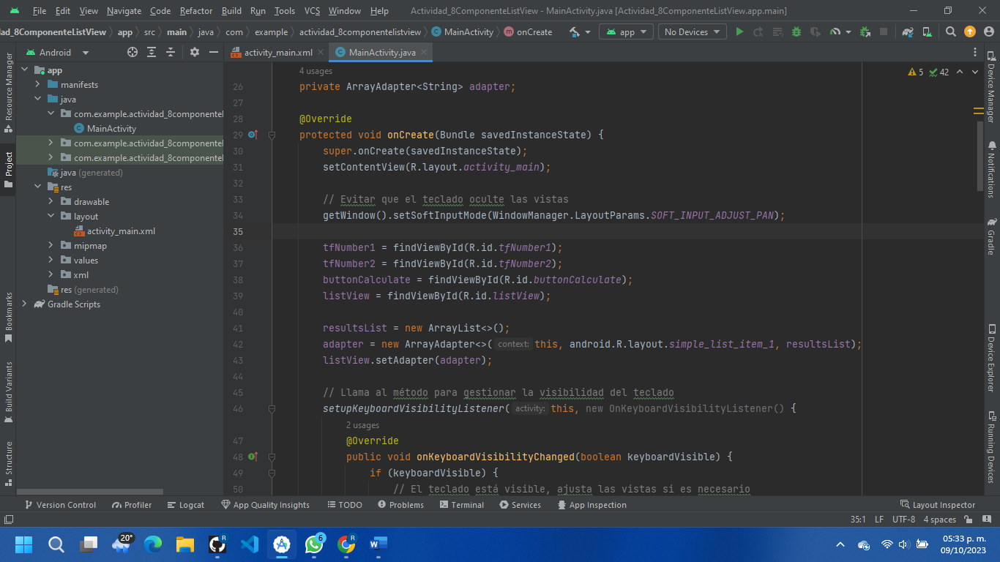 File Edit View Navigate Code Refactor Build Run Tools VCS Window Help Actividad_8ComponenteListView - MainActivity.java [Actividad_8ComponenteListView.app.main]
ad_8ComponenteListView app src main java com example actividad_8componentelistview MainActivity onCreate app No Devices
Android activity_main.xml MainActivity.java
app
manifests
java
com.example.actividad_8componentel
MainActivity
com.example.actividad_8componentel
com.example.actividad_8componentel
java (generated)
res
drawable
layout
activity_main.xml
mipmap
values
xml
res (generated)
Gradle Scripts
Resource Manager
Project
Bookmarks
Build Variants
Structure
4 usages
5 42
26 private ArrayAdapter<String> adapter;
27
28 @Override
29 protected void onCreate(Bundle savedInstanceState) {
30 super.onCreate(savedInstanceState);
31 setContentView(R.layout.activity_main);
32
33 // Evitar que el teclado oculte las vistas
34 getWindow().setSoftInputMode(WindowManager.LayoutParams.SOFT_INPUT_ADJUST_PAN);
35
36 tfNumber1 = findViewById(R.id.tfNumber1);
37 tfNumber2 = findViewById(R.id.tfNumber2);
38 buttonCalculate = findViewById(R.id.buttonCalculate);
39 listView = findViewById(R.id.listView);
40
41 resultsList = new ArrayList<>();
42 adapter = new ArrayAdapter<>( context: this, android.R.layout.simple_list_item_1, resultsList);
43 listView.setAdapter(adapter);
44
45 // Llama al método para gestionar la visibilidad del teclado
46 setupKeyboardVisibilityListener( activity: this, new OnKeyboardVisibilityListener() {
2 usages
47 @Override
48 public void onKeyboardVisibilityChanged(boolean keyboardVisible) {
49 if (keyboardVisible) {
50 // El teclado está visible, ajusta las vistas si es necesario
Device Manager
Notifications
Gradle
Device Explorer
Running Devices
Version Control Profiler Logcat App Quality Insights TODO Problems Terminal Services App Inspection Layout Inspector
35:1 LF UTF-8 4 spaces
20° R 6 R 05:33 p. m.
09/10/2023